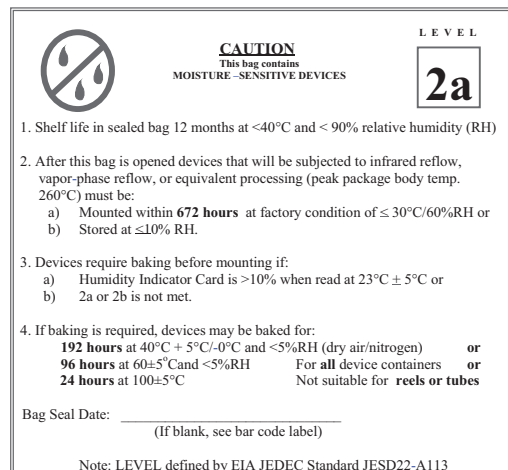 LEVEL
CAUTION
This bag contains
MOISTURE –SENSITIVE DEVICES
2a
1. Shelf life in sealed bag 12 months at <40°C and < 90% relative humidity (RH)
2. After this bag is opened devices that will be subjected to infrared reflow,
vapor-phase reflow, or equivalent processing (peak package body temp.
260°C) must be:
a) Mounted within 672 hours at factory condition of ≤ 30°C/60%RH or
b) Stored at ≤10% RH.
3. Devices require baking before mounting if:
a) Humidity Indicator Card is >10% when read at 23°C ± 5°C or
b) 2a or 2b is not met.
4. If baking is required, devices may be baked for:
192 hours at 40°C + 5°C/-0°C and <5%RH (dry air/nitrogen) or
96 hours at 60±5°Cand <5%RH For all device containers or
24 hours at 100±5°C Not suitable for reels or tubes
Bag Seal Date: ______________________________
(If blank, see bar code label)
Note: LEVEL defined by EIA JEDEC Standard JESD22-A113